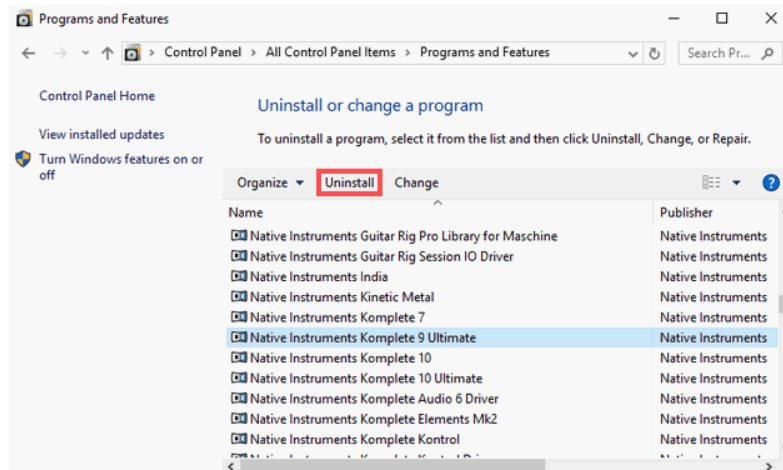 Programs and Features
Control Panel > All Control Panel Items > Programs and Features
Search Pr...
Control Panel Home
View installed updates
Turn Windows features on or
off
Uninstall or change a program
To uninstall a program, select it from the list and then click Uninstall, Change, or Repair.
Organize Uninstall Change
Name Publisher
Native Instruments Guitar Rig Pro Library for Maschine Native Instruments
Native Instruments Guitar Rig Session IO Driver Native Instruments
Native Instruments India Native Instruments
Native Instruments Kinetic Metal Native Instruments
Native Instruments Komplete 7 Native Instruments
Native Instruments Komplete 9 Ultimate Native Instruments
Native Instruments Komplete 10 Native Instruments
Native Instruments Komplete 10 Ultimate Native Instruments
Native Instruments Komplete Audio 6 Driver Native Instruments
Native Instruments Komplete Elements Mk2 Native Instruments
Native Instruments Komplete Kontrol Native Instruments